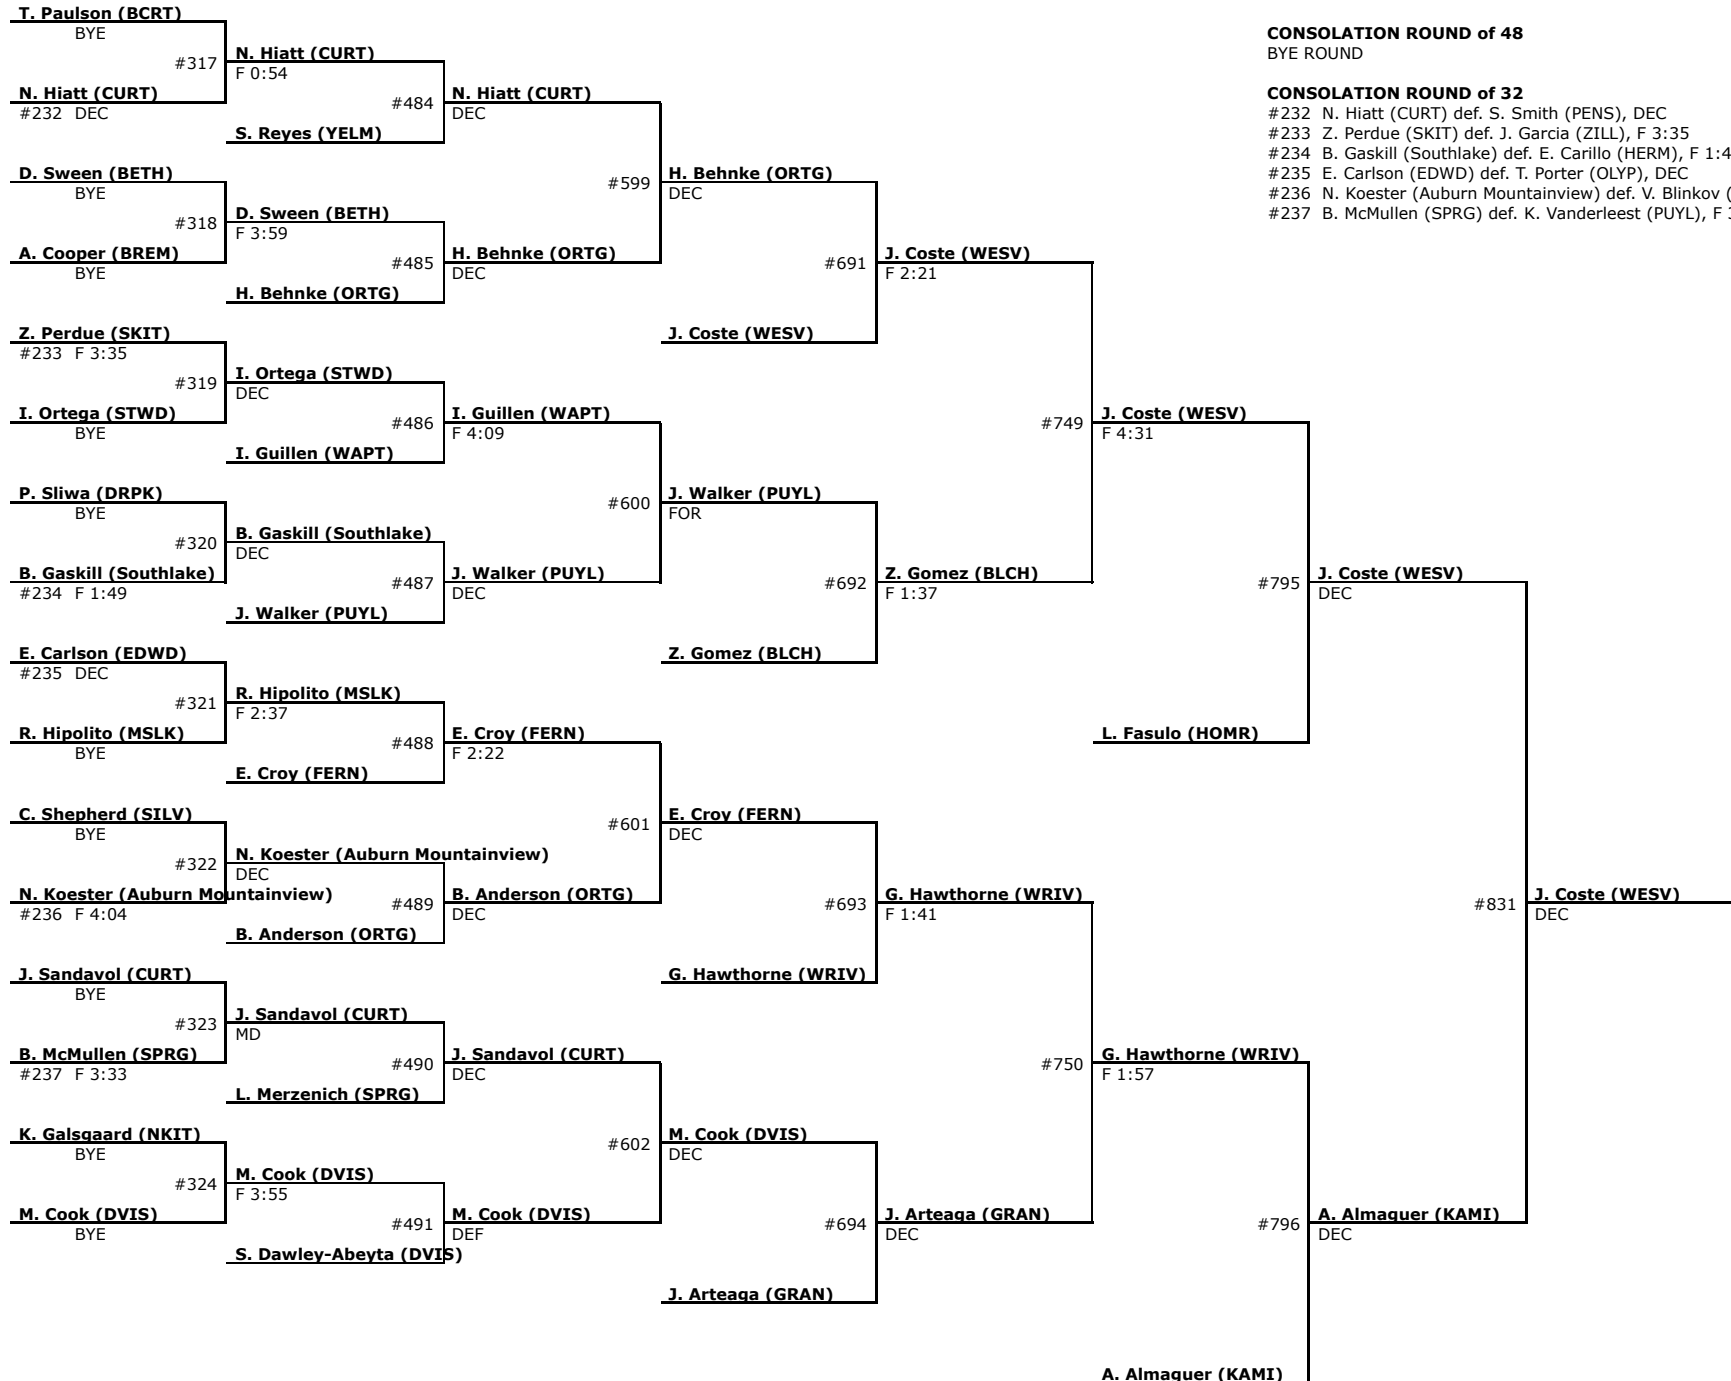 T. Paulson (BCRT)
BYE
#317
N. Hiatt (CURT)
F 0:54
N. Hiatt (CURT)
#232 DEC
#484
N. Hiatt (CURT)
DEC
S. Reyes (YELM)
D. Sween (BETH)
BYE
#599
H. Behnke (ORTG)
DEC
#318
D. Sween (BETH)
F 3:59
A. Cooper (BREM)
BYE
#485
H. Behnke (ORTG)
DEC
H. Behnke (ORTG)
#691
J. Coste (WESV)
F 2:21
Z. Perdue (SKIT)
#233 F 3:35
J. Coste (WESV)
#319
I. Ortega (STWD)
DEC
I. Ortega (STWD)
BYE
#486
I. Guillen (WAPT)
F 4:09
I. Guillen (WAPT)
#749
J. Coste (WESV)
F 4:31
P. Sliwa (DRPK)
BYE
#600
J. Walker (PUYL)
FOR
#320
B. Gaskill (Southlake)
DEC
B. Gaskill (Southlake)
#234 F 1:49
#487
J. Walker (PUYL)
DEC
J. Walker (PUYL)
#692
Z. Gomez (BLCH)
F 1:37
#795
J. Coste (WESV)
DEC
E. Carlson (EDWD)
#235 DEC
Z. Gomez (BLCH)
#321
R. Hipolito (MSLK)
F 2:37
R. Hipolito (MSLK)
BYE
#488
E. Croy (FERN)
F 2:22
E. Croy (FERN)
L. Fasulo (HOMR)
C. Shepherd (SILV)
BYE
#601
E. Croy (FERN)
DEC
#322
N. Koester (Auburn Mountainview)
DEC
N. Koester (Auburn Mountainview)
#236 F 4:04
#489
B. Anderson (ORTG)
DEC
B. Anderson (ORTG)
#693
G. Hawthorne (WRIV)
F 1:41
#831
J. Coste (WESV)
DEC
J. Sandavol (CURT)
BYE
G. Hawthorne (WRIV)
#323
J. Sandavol (CURT)
MD
B. McMullen (SPRG)
#237 F 3:33
#490
J. Sandavol (CURT)
DEC
L. Merzenich (SPRG)
#750
G. Hawthorne (WRIV)
F 1:57
K. Galsgaard (NKIT)
BYE
#602
M. Cook (DVIS)
DEC
#324
M. Cook (DVIS)
F 3:55
M. Cook (DVIS)
BYE
#491
M. Cook (DVIS)
DEF
S. Dawley-Abeyta (DVIS)
#694
J. Arteaga (GRAN)
DEC
#796
A. Almaguer (KAMI)
DEC
J. Arteaga (GRAN)
A. Almaguer (KAMI)
CONSOLATION ROUND of 48
BYE ROUND
CONSOLATION ROUND of 32
#232 N. Hiatt (CURT) def. S. Smith (PENS), DEC
#233 Z. Perdue (SKIT) def. J. Garcia (ZILL), F 3:35
#234 B. Gaskill (Southlake) def. E. Carillo (HERM), F 1:4
#235 E. Carlson (EDWD) def. T. Porter (OLYP), DEC
#236 N. Koester (Auburn Mountainview) def. V. Blinkov (
#237 B. McMullen (SPRG) def. K. Vanderleest (PUYL), F